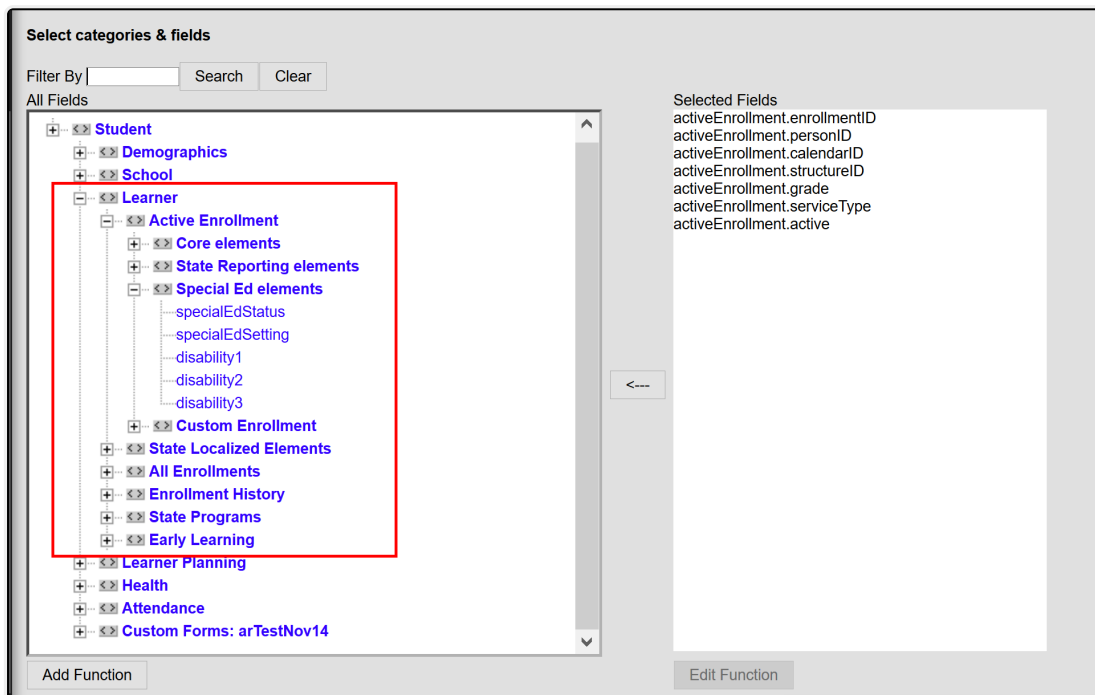 Select categories & fields
Filter By
Search
Clear
All Fields
Student
Demographics
School
Learner
Active Enrollment
Core elements
State Reporting elements
Special Ed elements
specialEdStatus
specialEdSetting
disability1
disability2
disability3
Custom Enrollment
State Localized Elements
All Enrollments
Enrollment History
State Programs
Early Learning
Learner Planning
Health
Attendance
Custom Forms: arTestNov14
Add Function
<---
Selected Fields
activeEnrollment.enrollmentID
activeEnrollment.personID
activeEnrollment.calendarID
activeEnrollment.structureID
activeEnrollment.grade
activeEnrollment.serviceType
activeEnrollment.active
Edit Function